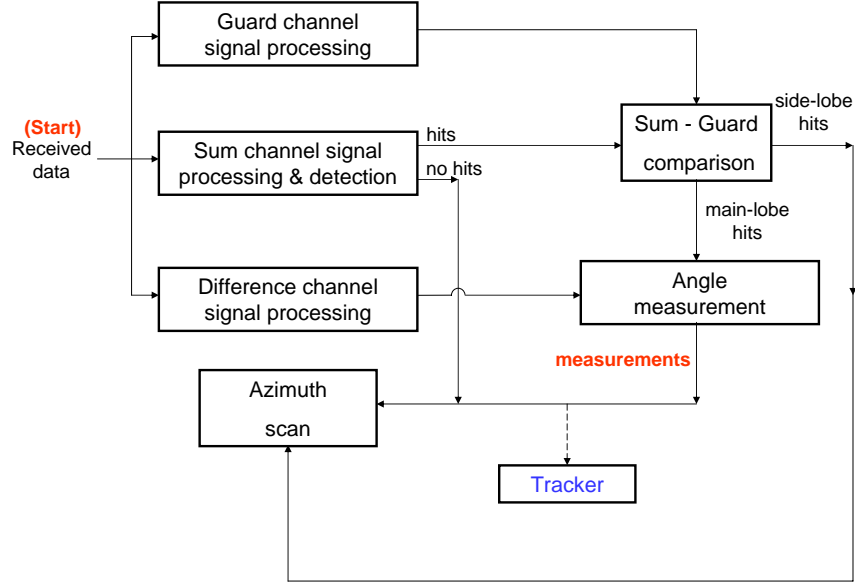 Guard channel
signal processing
side-lobe
hits
(Start)
Received
data
Sum channel signal
processing & detection
hits
no hits
Sum - Guard
comparison
main-lobe
hits
Difference channel
signal processing
Angle
measurement
measurements
Azimuth
scan
Tracker